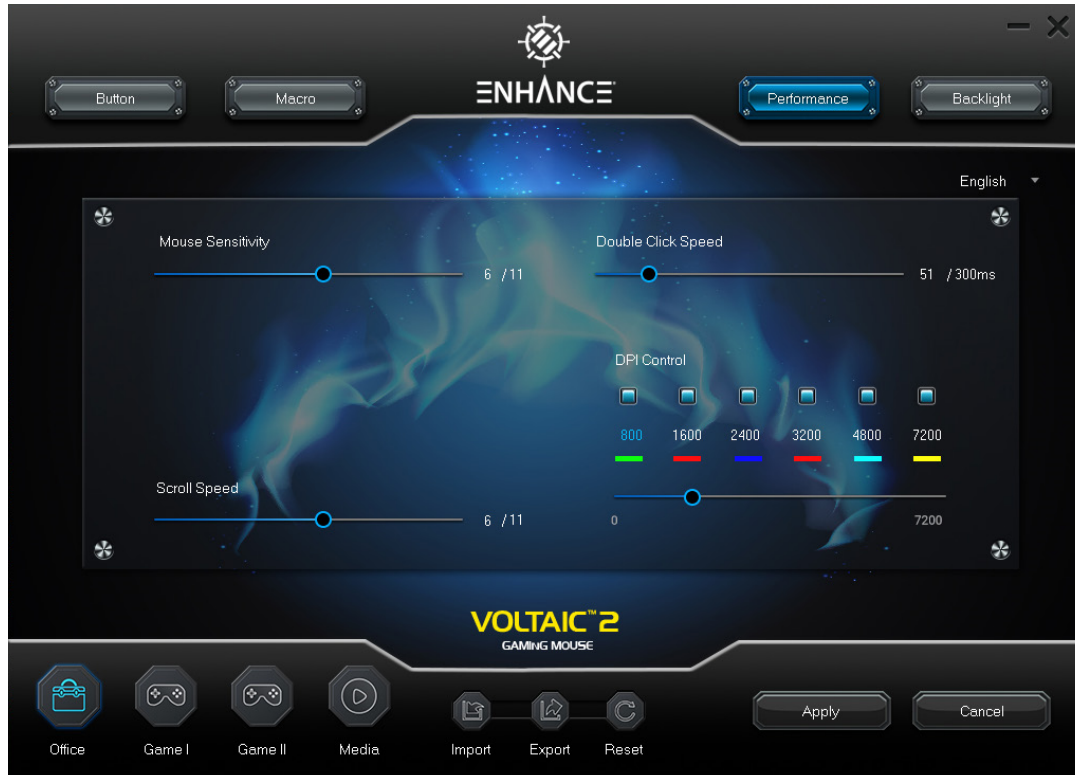 Button
Macro
ENHANCE
Performance
Backlight
English
Mouse Sensitivity
6 /11
Double Click Speed
51 /300ms
DPI Control
800 1600 2400 3200 4800 7200
Scroll Speed
6 /11
0 7200
VOLTAIC™2
GAMING MOUSE
Office
Game I
Game II
Media
Import
Export
Reset
Apply
Cancel